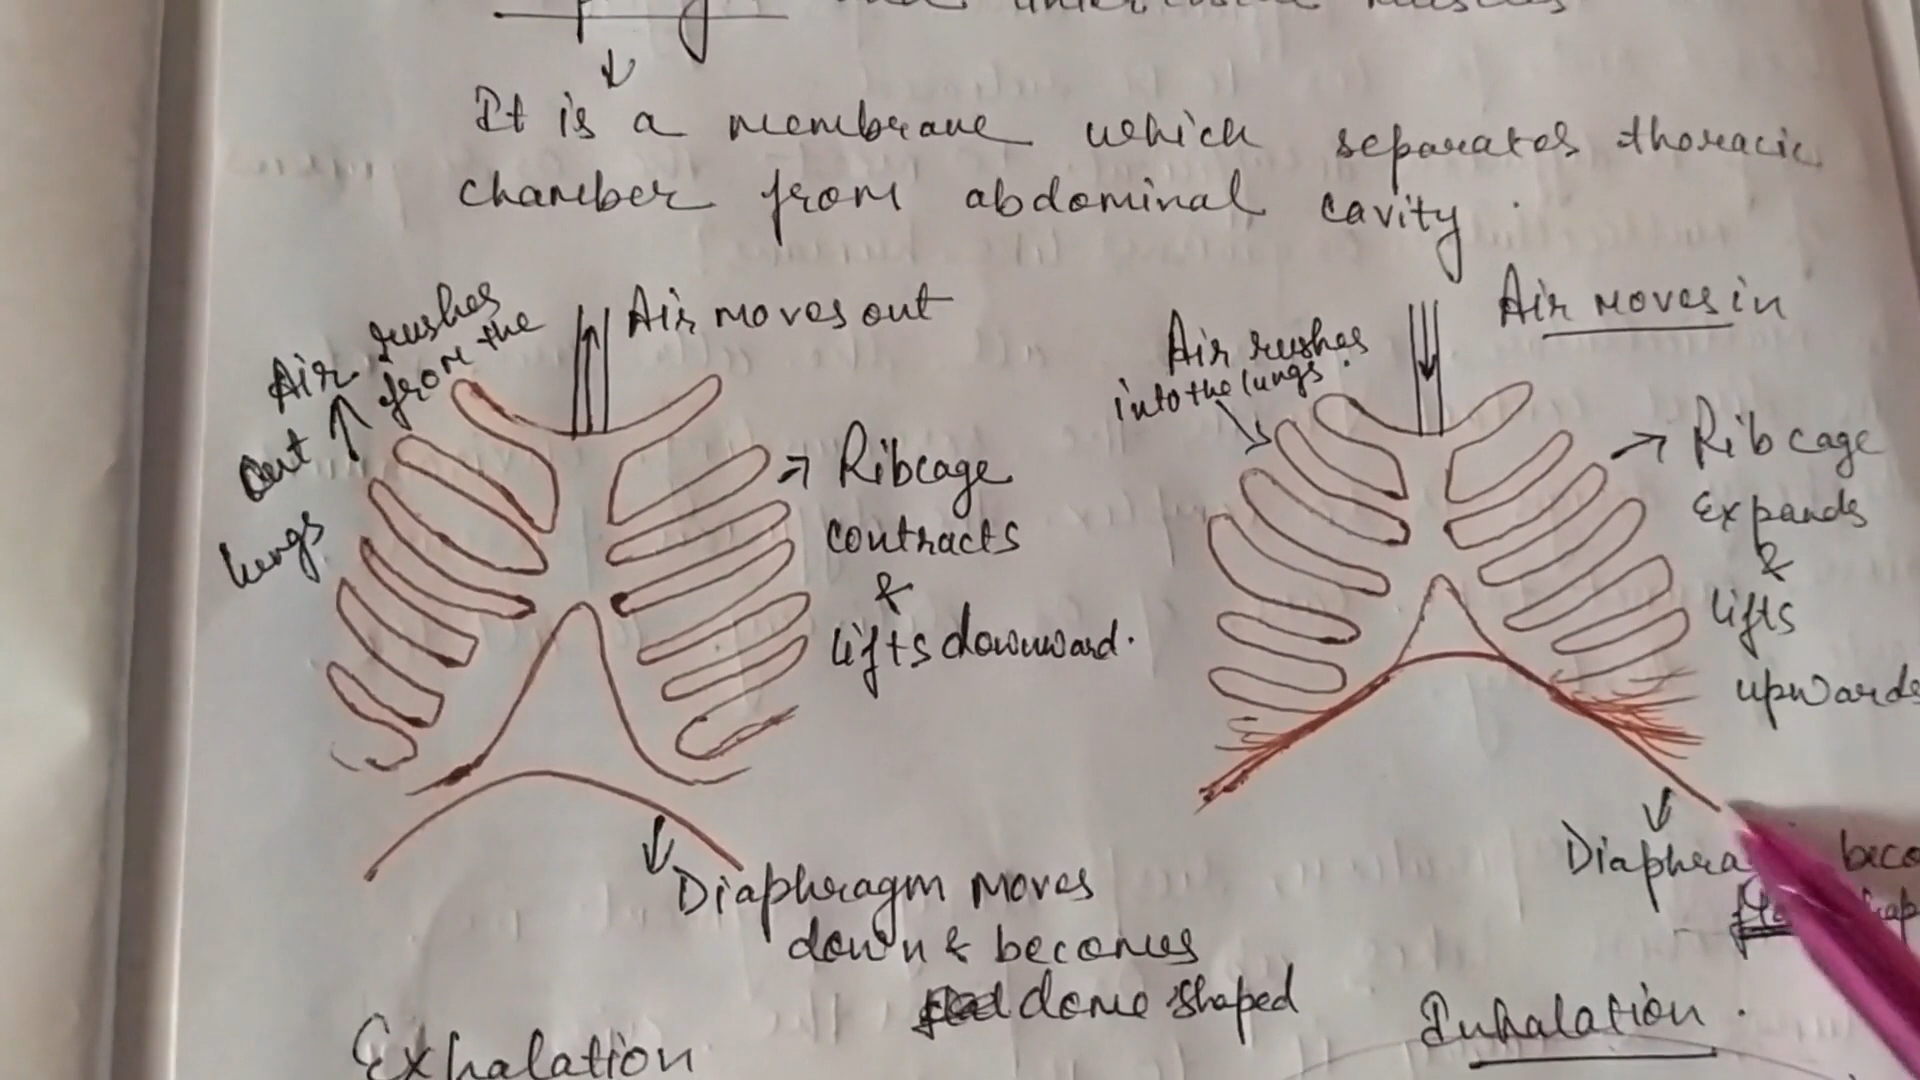 It is a membrane which separates thoracic
chamber from abdominal cavity.
Air rushes
out from the
lungs
Air moves out
Ribcage
contracts
&
lifts downward.
Diaphragm moves
down & becomes
dome shaped
Exhalation
Air rushes
into the lungs.
Air moves in
Rib cage
expands
&
lifts
upwards
Inhalation.